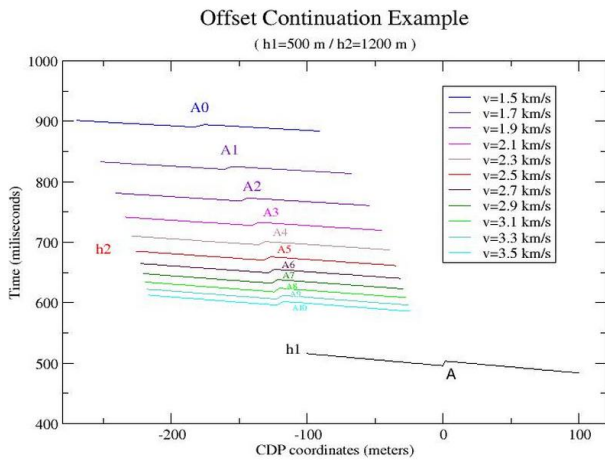 Offset Continuation Example
( h1=500 m / h2=1200 m )
Time (miliseconds)
1000
900
800
700
600
500
400
-200
-100
0
100
CDP coordinates (meters)
A0
A1
A2
A3
A4
A5
A6
A7
A8
A9
A10
h2
h1
A
v=1.5 km/s
v=1.7 km/s
v=1.9 km/s
v=2.1 km/s
v=2.3 km/s
v=2.5 km/s
v=2.7 km/s
v=2.9 km/s
v=3.1 km/s
v=3.3 km/s
v=3.5 km/s